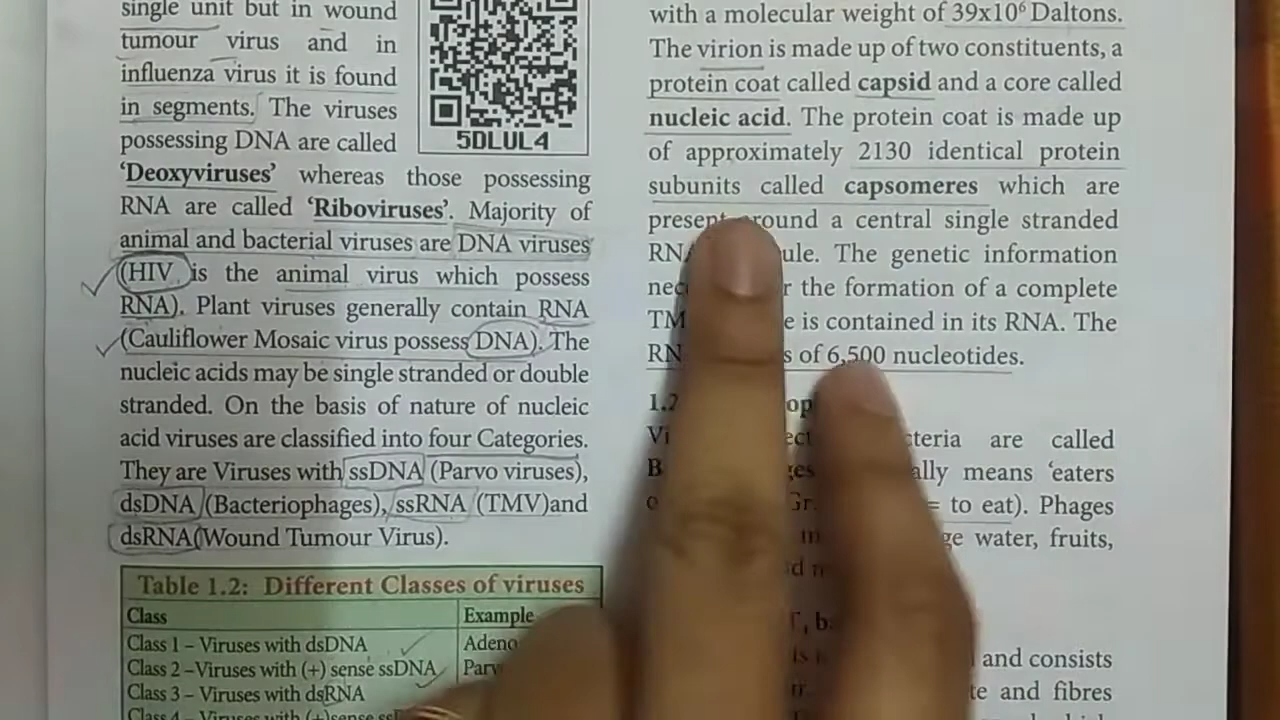 single unit but in wound
tumour virus and in
influenza virus it is found
in segments. The viruses
possessing DNA are called
'Deoxyviruses' whereas those possessing
RNA are called 'Riboviruses'. Majority of
animal and bacterial viruses are DNA viruses
(HIV is the animal virus which possess
RNA). Plant viruses generally contain RNA
(Cauliflower Mosaic virus possess DNA). The
nucleic acids may be single stranded or double
stranded. On the basis of nature of nucleic
acid viruses are classified into four Categories.
They are Viruses with ssDNA (Parvo viruses),
dsDNA (Bacteriophages), ssRNA (TMV)and
dsRNA(Wound Tumour Virus).
5DLUL4
Table 1.2: Different Classes of viruses
Class Example
Class 1 – Viruses with dsDNA
Class 2 –Viruses with (+) sense ssDNA
Class 3 – Viruses with dsRNA
Class 4 – Viruses with (+)sense
with a molecular weight of 39x10⁶ Daltons.
The virion is made up of two constituents, a
protein coat called capsid and a core called
nucleic acid. The protein coat is made up
of approximately 2130 identical protein
subunits called capsomeres which are
present around a central single stranded
The genetic information
the formation of a complete
is contained in its RNA. The
of 6,500 nucleotides.
are called
means 'eaters
= to eat). Phages
water, fruits,
and consists
and fibres